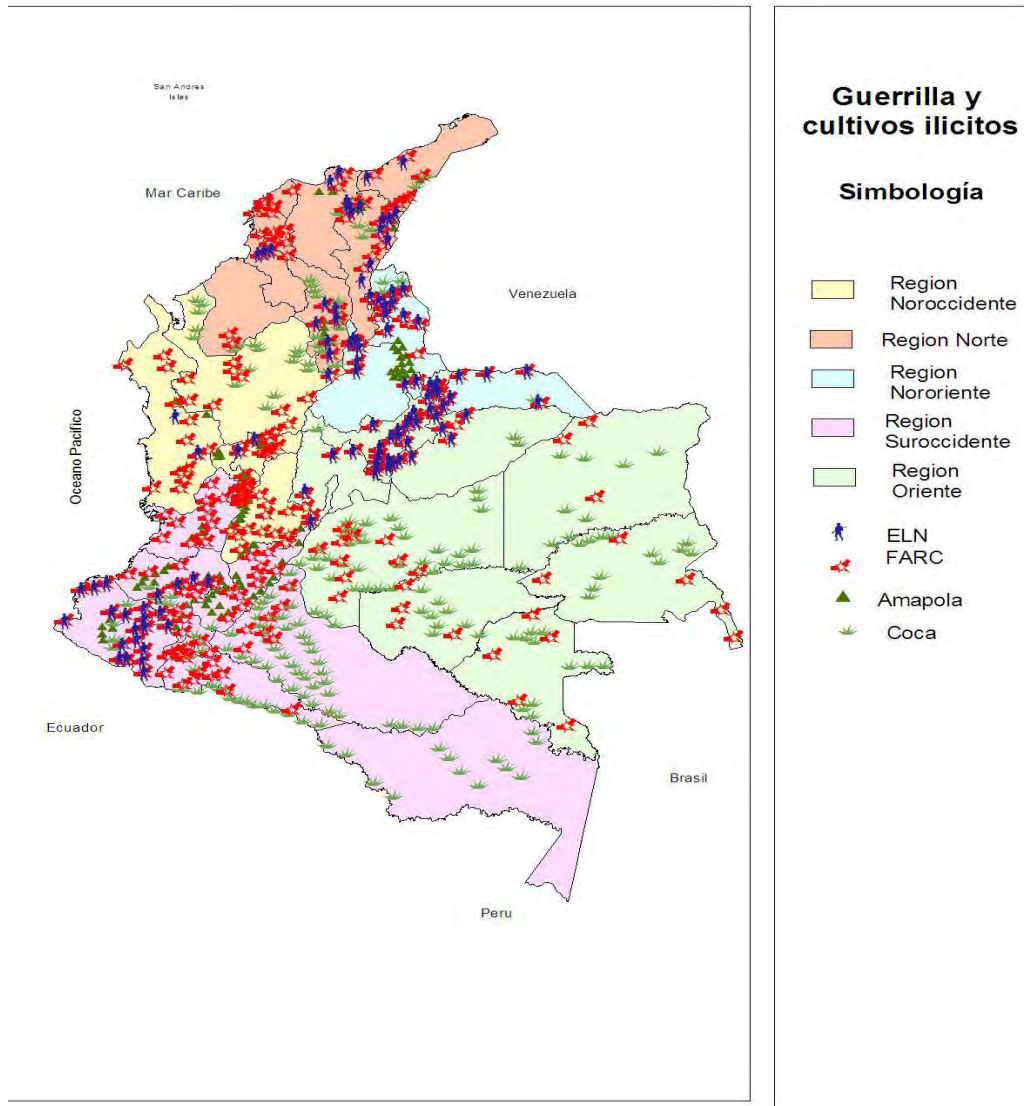 San Andres
Islas
Mar Caribe
Venezuela
Oceano Pacifico
Ecuador
Brasil
Peru
Guerrilla y
cultivos ilicitos
Simbología
Region
Noroccidente
Region Norte
Region
Nororiente
Region
Suroccidente
Region
Oriente
ELN
FARC
Amapola
Coca